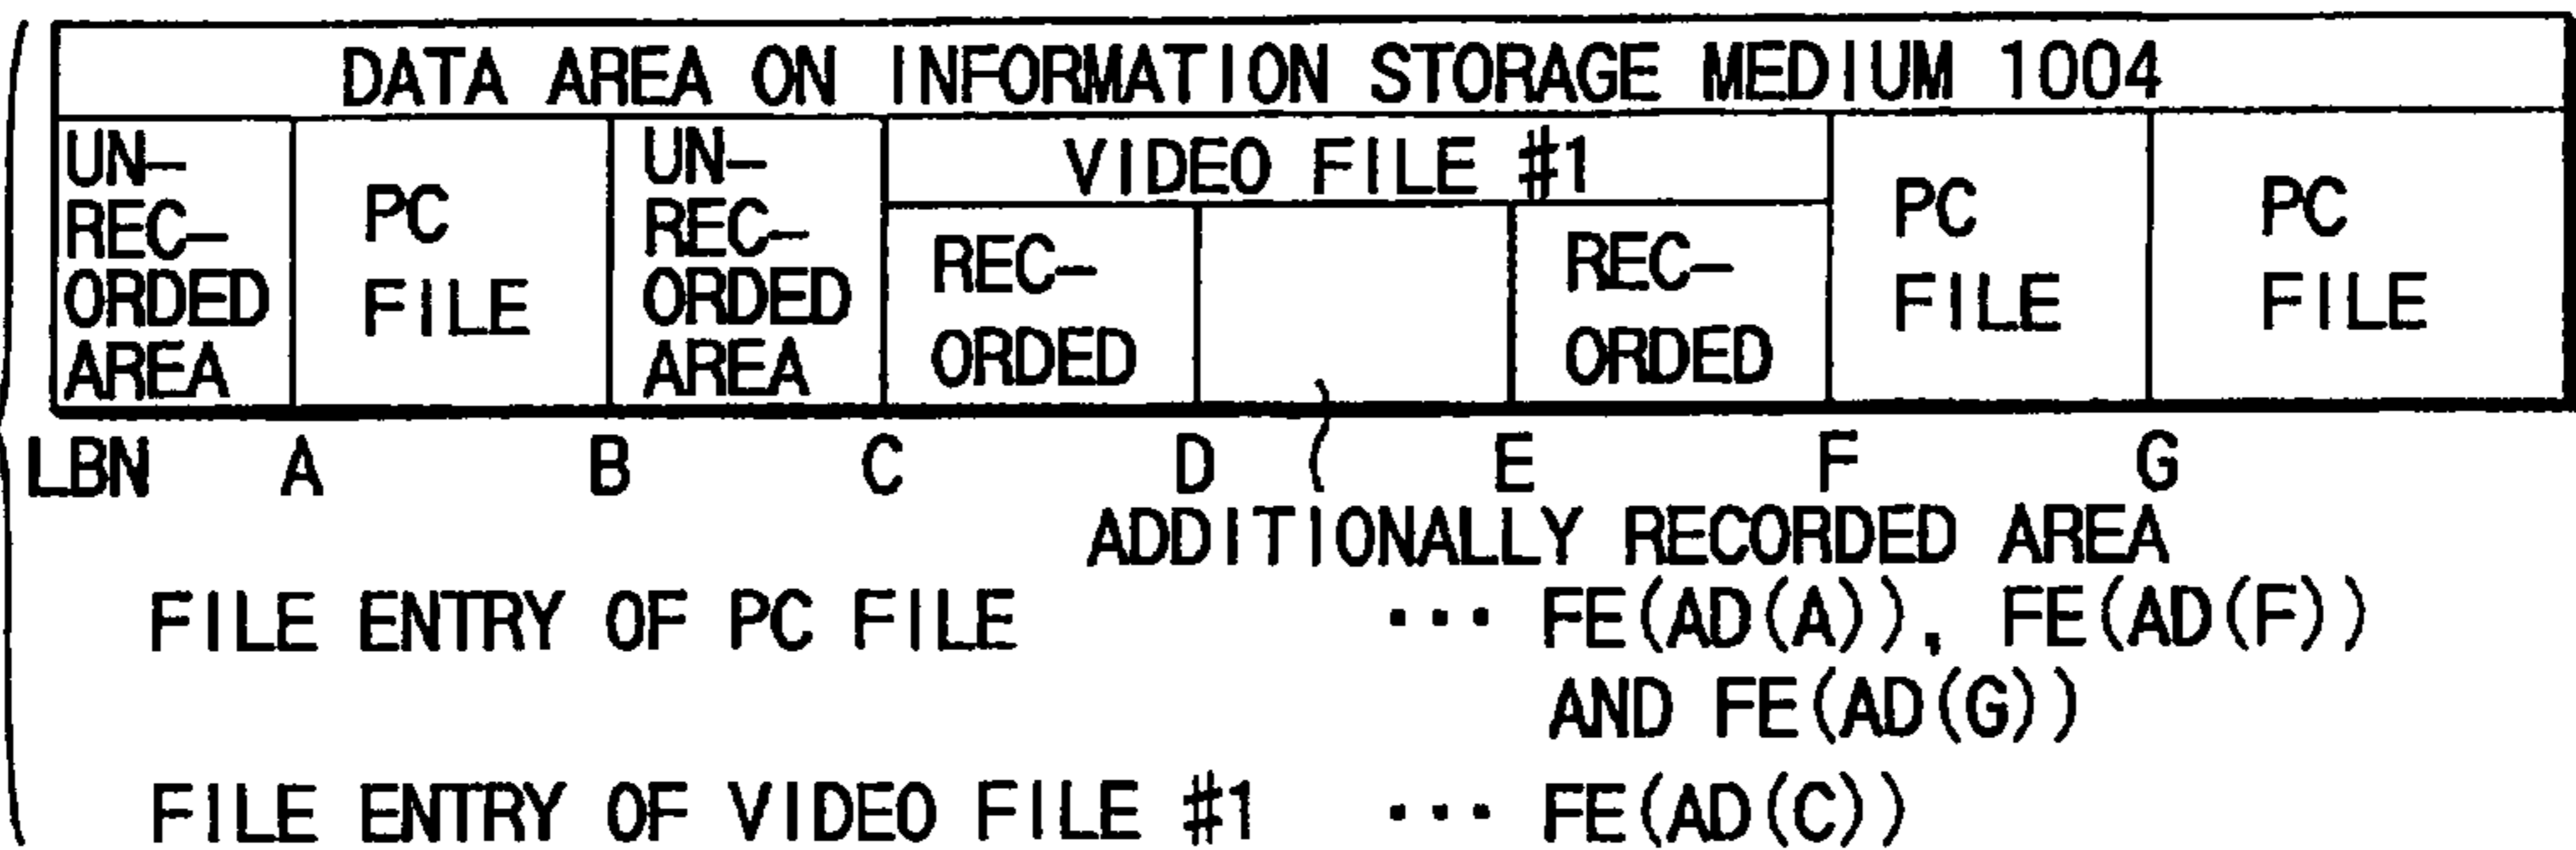 DATA AREA ON INFORMATION STORAGE MEDIUM 1004
UN-
REC-
ORDED
AREA
PC
FILE
UN-
REC-
ORDED
AREA
VIDEO FILE #1
REC-
ORDED
REC-
ORDED
PC
FILE
PC
FILE
LBN A B C D E F G
ADDITIONALLY RECORDED AREA
FILE ENTRY OF PC FILE ··· FE(AD(A)), FE(AD(F))
AND FE(AD(G))
FILE ENTRY OF VIDEO FILE #1 ··· FE(AD(C))